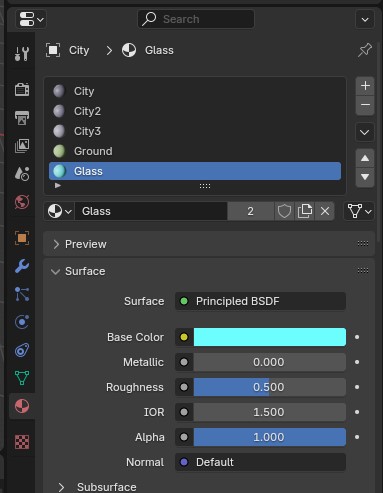 Search
City > Glass
City
City2
City3
Ground
Glass
Glass 2
Preview
Surface
Surface Principled BSDF
Base Color
Metallic 0.000
Roughness 0.500
IOR 1.500
Alpha 1.000
Normal Default
Subsurface